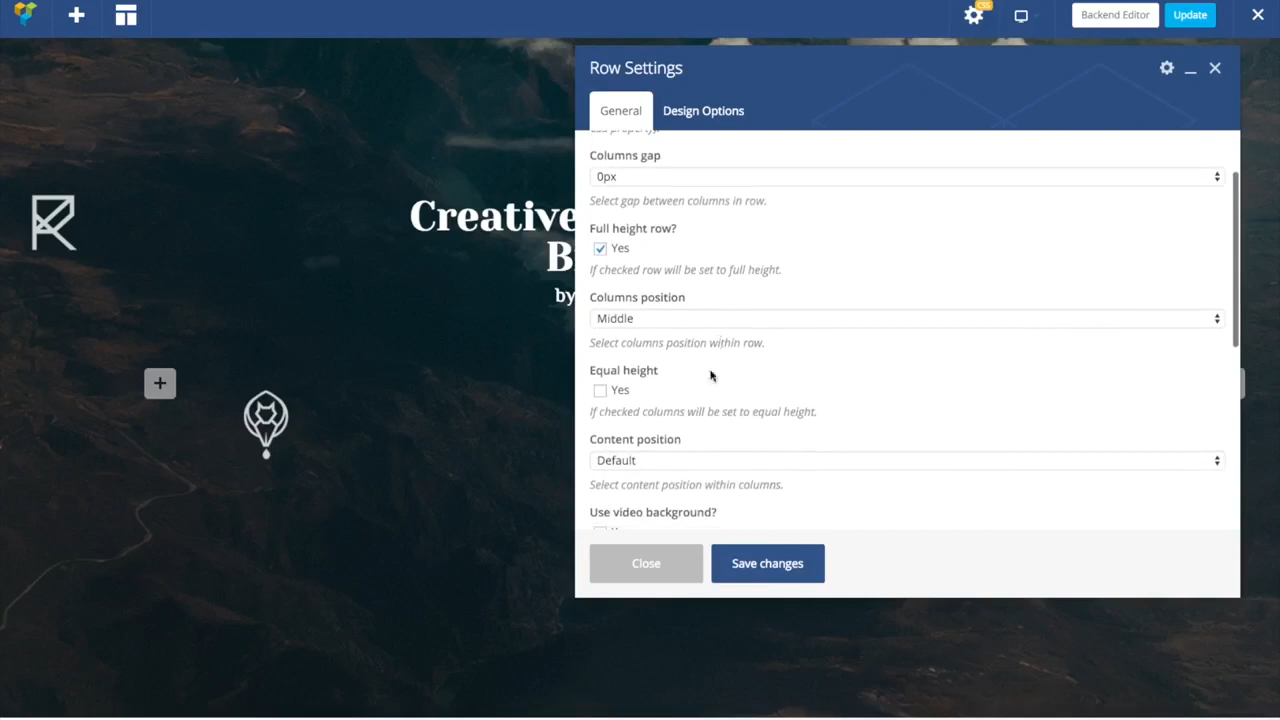 CSS
Backend Editor
Update
Row Settings
General
Design Options
css property.
Columns gap
0px
Select gap between columns in row.
Full height row?
Yes
If checked row will be set to full height.
Columns position
Middle
Select columns position within row.
Equal height
Yes
If checked columns will be set to equal height.
Content position
Default
Select content position within columns.
Use video background?
Close
Save changes
Creative
B
by